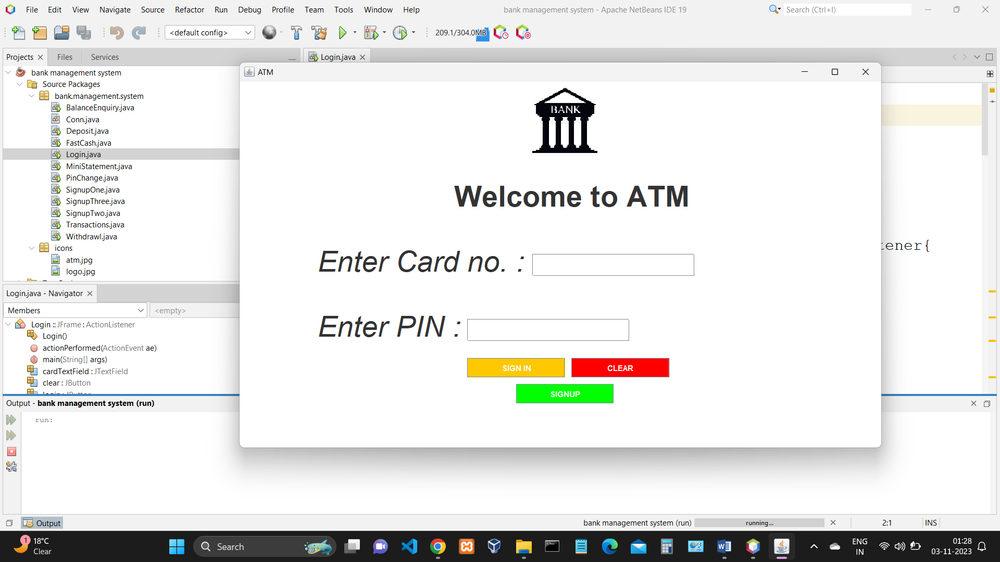 File Edit View Navigate Source Refactor Run Debug Profile Team Tools Window Help
bank management system - Apache NetBeans IDE 19
Search (Ctrl+I)
<default config>
209.1/304.0MB
Projects Files Services
Login.java
bank management system
Source Packages
bank.management.system
BalanceEnquiry.java
Conn.java
Deposit.java
FastCash.java
Login.java
MiniStatement.java
PinChange.java
SignupOne.java
SignupThree.java
SignupTwo.java
Transactions.java
Withdrawl.java
icons
atm.jpg
logo.jpg
Login.java - Navigator
Members
<empty>
Login :: JFrame : ActionListener
Login()
actionPerformed(ActionEvent ae)
main(String[] args)
cardTextField : JTextField
clear : JButton
ATM
BANK
Welcome to ATM
Enter Card no. :
Enter PIN :
SIGN IN CLEAR
SIGNUP
tener{
Output - bank management system (run)
run:
Output
bank management system (run)
running...
2:1 INS
1
18°C
Clear
Search
ENG
IN
01:28
03-11-2023